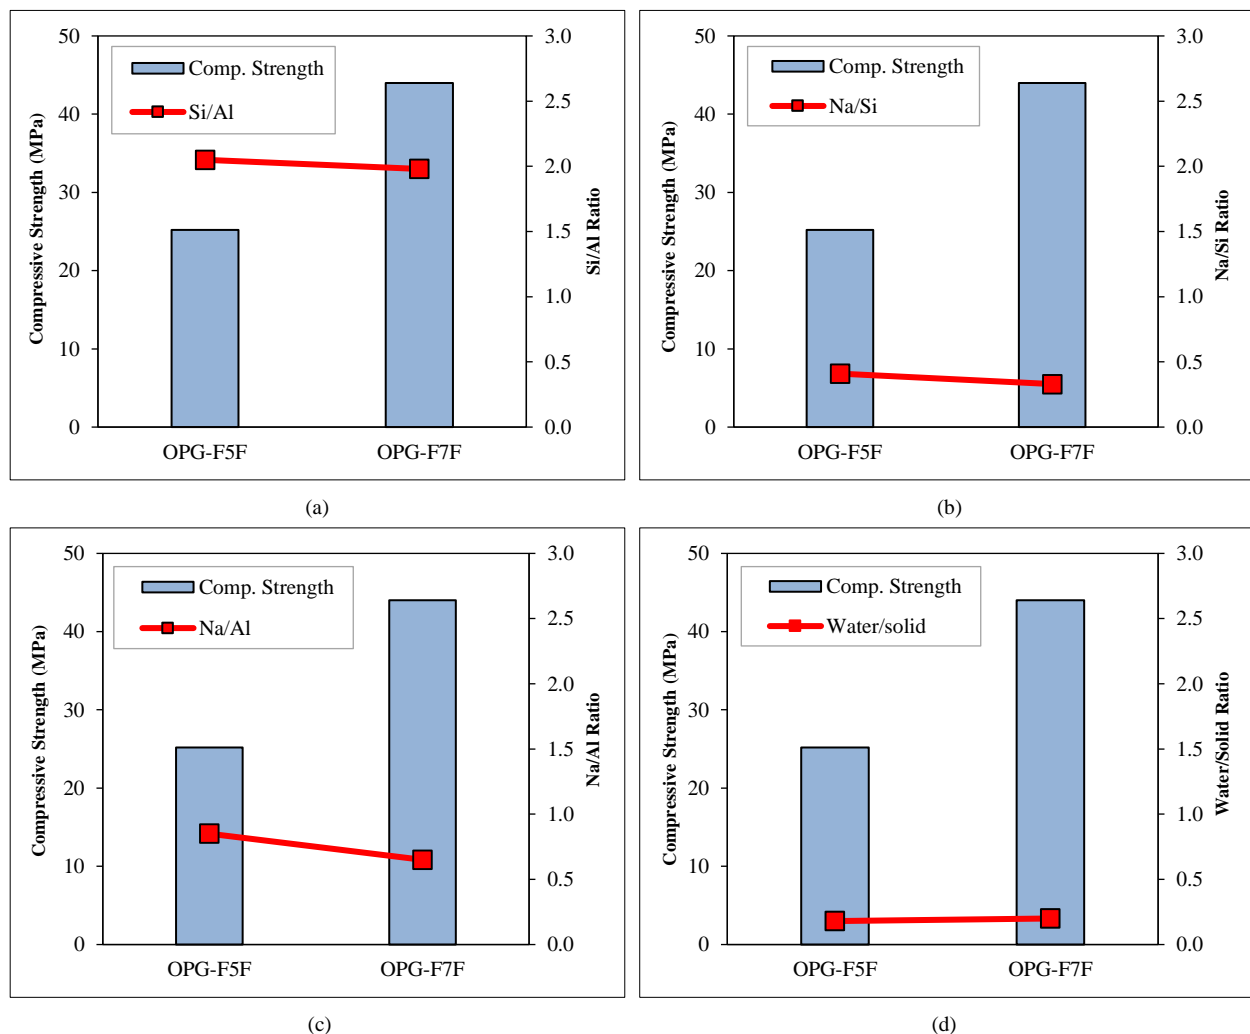 Compressive Strength (MPa)
50
40
30
20
10
0
Comp. Strength
Si/Al
3.0
2.5
2.0
1.5
1.0
0.5
0.0
Si/Al Ratio
OPG-F5F
OPG-F7F
(a)
Compressive Strength (MPa)
50
40
30
20
10
0
Comp. Strength
Na/Si
3.0
2.5
2.0
1.5
1.0
0.5
0.0
Na/Si Ratio
OPG-F5F
OPG-F7F
(b)
Compressive Strength (MPa)
50
40
30
20
10
0
Comp. Strength
Na/Al
3.0
2.5
2.0
1.5
1.0
0.5
0.0
Na/Al Ratio
OPG-F5F
OPG-F7F
(c)
Compressive Strength (MPa)
50
40
30
20
10
0
Comp. Strength
Water/solid
3.0
2.5
2.0
1.5
1.0
0.5
0.0
Water/Solid Ratio
OPG-F5F
OPG-F7F
(d)